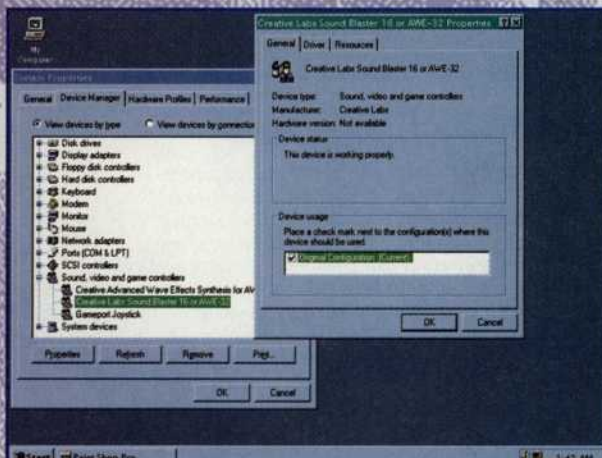 My
Computer
System Properties
General Device Manager Hardware Profiles Performance
View devices by type View devices by connection
Disk drives
Display adapters
Floppy disk controllers
Hard disk controllers
Keyboard
Modem
Monitor
Mouse
Network adapters
Ports (COM & LPT)
SCSI controllers
Sound, video and game controllers
Creative Advanced Wave Effects Synthesis for AW
Creative Labs Sound Blaster 16 or AWE-32
Gameport Joystick
System devices
Properties Refresh Remove Print...
OK Cancel
Creative Labs Sound Blaster 16 or AWE-32 Properties
General Driver Resources
Creative Labs Sound Blaster 16 or AWE-32
Device type: Sound, video and game controllers
Manufacturer: Creative Labs
Hardware version: Not available
Device status
This device is working properly.
Device usage
Place a check mark next to the configuration(s) where this
device should be used.
Original Configuration (Current)
OK Cancel
Start Paint Shop Pro